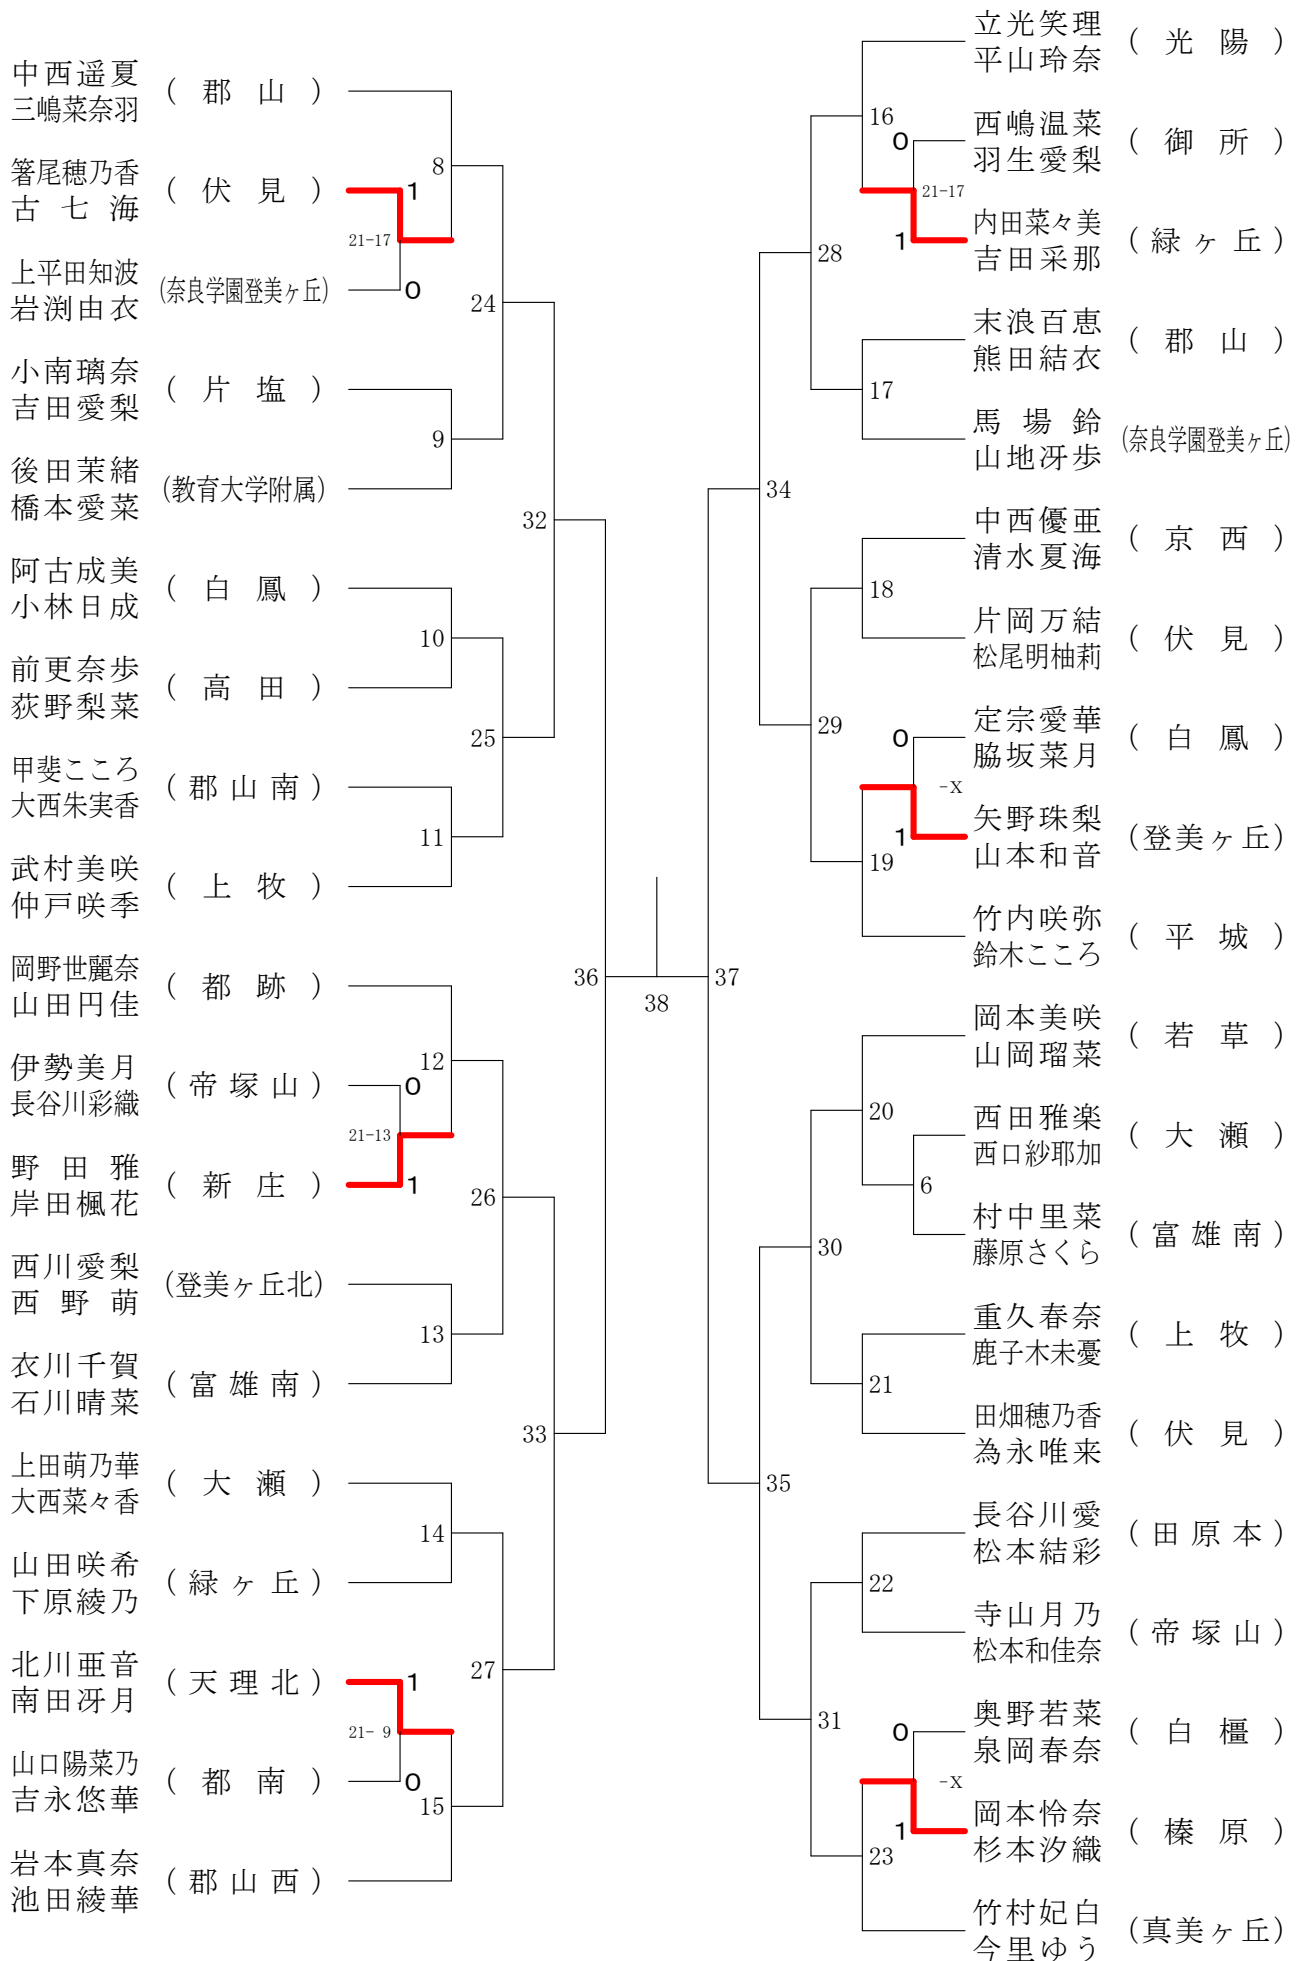 中西遥夏
三嶋菜奈羽
(郡山)
箸尾穂乃香
古七海
(伏見)
1
21-17
上平田知波
岩渕由衣
(奈良学園登美ヶ丘)
0
8
小南璃奈
吉田愛梨
(片塩)
後田茉緒
橋本愛菜
(教育大学附属)
9
24
阿古成美
小林日成
(白鳳)
前更奈歩
荻野梨菜
(高田)
10
甲斐こころ
大西朱実香
(郡山南)
武村美咲
仲戸咲季
(上牧)
11
25
32
岡野世麗奈
山田円佳
(都跡)
伊勢美月
長谷川彩織
(帝塚山)
0
21-13
野田雅
岸田楓花
(新庄)
1
12
西川愛梨
西野萌
(登美ヶ丘北)
衣川千賀
石川晴菜
(富雄南)
13
26
上田萌乃華
大西菜々香
(大瀬)
山田咲希
下原綾乃
(緑ヶ丘)
14
北川亜音
南田冴月
(天理北)
1
21- 9
山口陽菜乃
吉永悠華
(都南)
0
15
岩本真奈
池田綾華
(郡山西)
27
33
36
38
37
立光笑理
平山玲奈
(光陽)
16
西嶋温菜
羽生愛梨
(御所)
0
21-17
内田菜々美
吉田采那
(緑ヶ丘)
1
28
末浪百恵
熊田結衣
(郡山)
17
馬場鈴
山地冴歩
(奈良学園登美ヶ丘)
34
中西優亜
清水夏海
(京西)
18
片岡万結
松尾明柚莉
(伏見)
29
定宗愛華
脇坂菜月
(白鳳)
0
-X
矢野珠梨
山本和音
(登美ヶ丘)
1
19
竹内咲弥
鈴木こころ
(平城)
岡本美咲
山岡瑠菜
(若草)
20
西田雅楽
西口紗耶加
(大瀬)
6
村中里菜
藤原さくら
(富雄南)
30
重久春奈
鹿子木未憂
(上牧)
21
田畑穂乃香
為永唯来
(伏見)
35
長谷川愛
松本結彩
(田原本)
22
寺山月乃
松本和佳奈
(帝塚山)
31
奥野若菜
泉岡春奈
(白橿)
0
-X
岡本怜奈
杉本汐織
(榛原)
1
23
竹村妃白
今里ゆう
(真美ヶ丘)